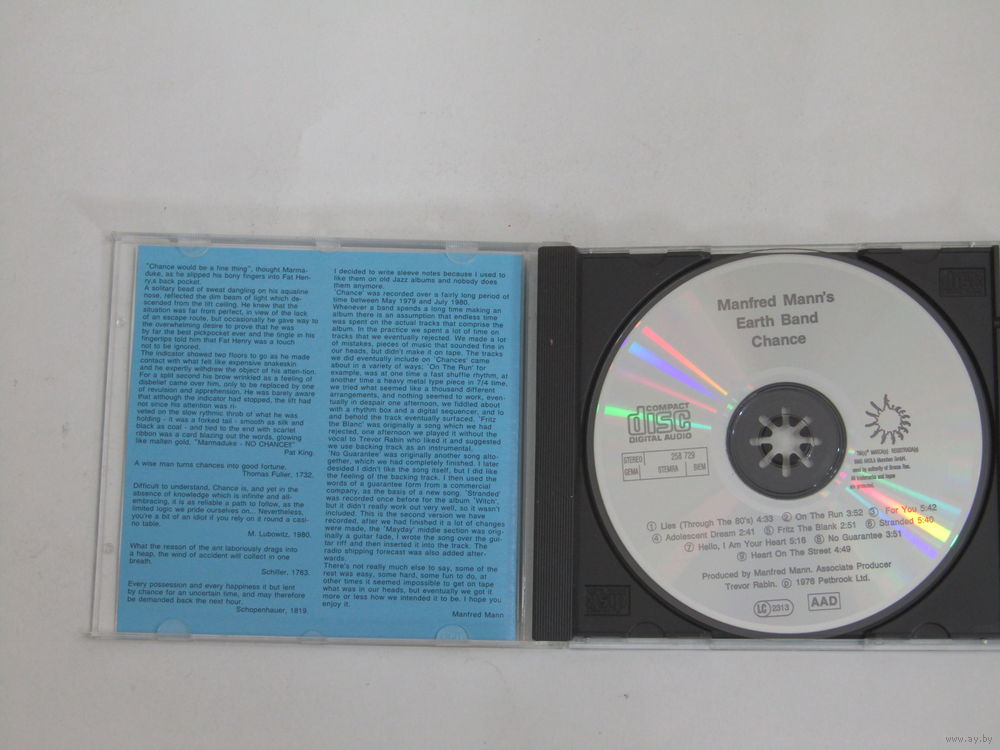 "Chance would be a fine thing", thought Marma-
duke, as he slipped his bony fingers into Fat Hen-
ry,s back pocket.
A solitary bead of sweat dangling on his aqualine
nose, reflected the dim beam of light which de-
scended from the lift ceiling. He knew that the
situation was far from perfect, in view of the lack
of an escape route, but occasionally he gave way to
the overwhelming desire to prove that he was
by far the best pickpocket ever and the tingle in his
fingertips told him that Fat Henry was a touch
not to be ignored.
The indicator showed two floors to go as he made
contact with what felt like expensive snakeskin
and he expertly withdrew the object of his atten-tion.
For a split second his brow wrinkled as a feeling of
disbelief came over him, only to be replaced by one
of revulsion and apprehension. He was barely aware
that although the indicator had stopped, the lift had
not since his attention was ri-
veted on the slow rythmic throb of what he was
holding - it was a forked tail - smooth as silk and
black as coal - and tied to the end with scarlet
ribbon was a card blazing out the words, glowing
like malten gold. "Marmaduke - NO CHANCE!!"
Pat King.
A wise man turns chances into good fortune.
Thomas Fuller, 1732.
Difficult to understand, Chance is, and yet in the
absence of knowledge which is infinite and all-
embracing, it is as reliable a path to follow, as the
limited logic we pride ourselves on.. Nevertheless,
you're a bit of an idiot if you rely on it round a casi-
no table.
M. Lubowitz, 1980.
What the reason of the ant laboriously drags into
a heap, the wind of accident will collect in one
breath.
Schiller, 1763.
Every possession and every happiness it but lent
by chance for an uncertain time, and may therefore
be demanded back the next hour.
Schopenhauer, 1819.
I decided to write sleeve notes because I used to
like them on old Jazz albums and nobody does
them anymore.
'Chance' was recorded over a fairly long period of
time between May 1979 and July 1980.
Whenever a band spends a long time making an
album there is an assumption that endless time
was spent on the actual tracks that comprise the
album. In the practice we spent a lot of time on
tracks that we eventually rejected. We made a lot
of mistakes, pieces of music that sounded fine in
our heads, but didn't make it on tape. The tracks
we did eventually include on 'Chances' came
about in a variety of ways; 'On The Run' for
example, was at one time a fast shuffle rhythm, at
another time a heavy metal type piece in 7/4 time,
we tried what seemed like a thousand different
arrangements, and nothing seemed to work, even-
tually in despair one afternoon, we fiddled about
with a rhythm box and a digital sequencer, and lo
and behold the track eventually surfaced. 'Fritz
the Blanc' was originally a song which we had
rejected, one afternoon we played it without the
vocal to Trevor Rabin who liked it and suggested
we use backing track as an instrumental.
'No Guarantee' was originally another song alto-
gether, which we had completely finished. I later
desided I didn't like the song itself, but I did like
the feeling of the backing track. I then used the
words of a guarantee form from a commercial
company, as the basis of a new song. 'Stranded'
was recorded once before for the album 'Witch',
but it didn't really work out very well, so it wasn't
included. This is the second version we have
recorded, after we had finished it a lot of changes
were made, the 'Mayday' middle section was orig-
inally a guitar fade, I wrote the song over the gui-
tar riff and then inserted it into the track. The
radio shipping forecast was also added after-
wards.
There's not really much else to say, some of the
rest was easy, some hard, some fun to do, at
other times it seemed impossible to get on tape
what was in our heads, but eventually we got it
more or less how we intended it to be. I hope you
enjoy it.
Manfred Mann
Manfred Mann's
Earth Band
Chance
COMPACT
disc
DIGITAL AUDIO
STEREO
GEMA
258 729
STEMRA BIEM
1 Lies (Through The 80's) 4:33 2 On The Run 3:52 3 For You 5:42
4 Adolescent Dream 2:41 5 Fritz The Blank 2:51 6 Stranded 5:40
7 Hello, I Am Your Heart 5:16 8 No Guarantee 3:51
9 Heart On The Street 4:49
Produced by Manfred Mann. Associate Producer
Trevor Rabin. ℗ 1976 Petbrook Ltd.
LC 2313
AAD
www.ay.by